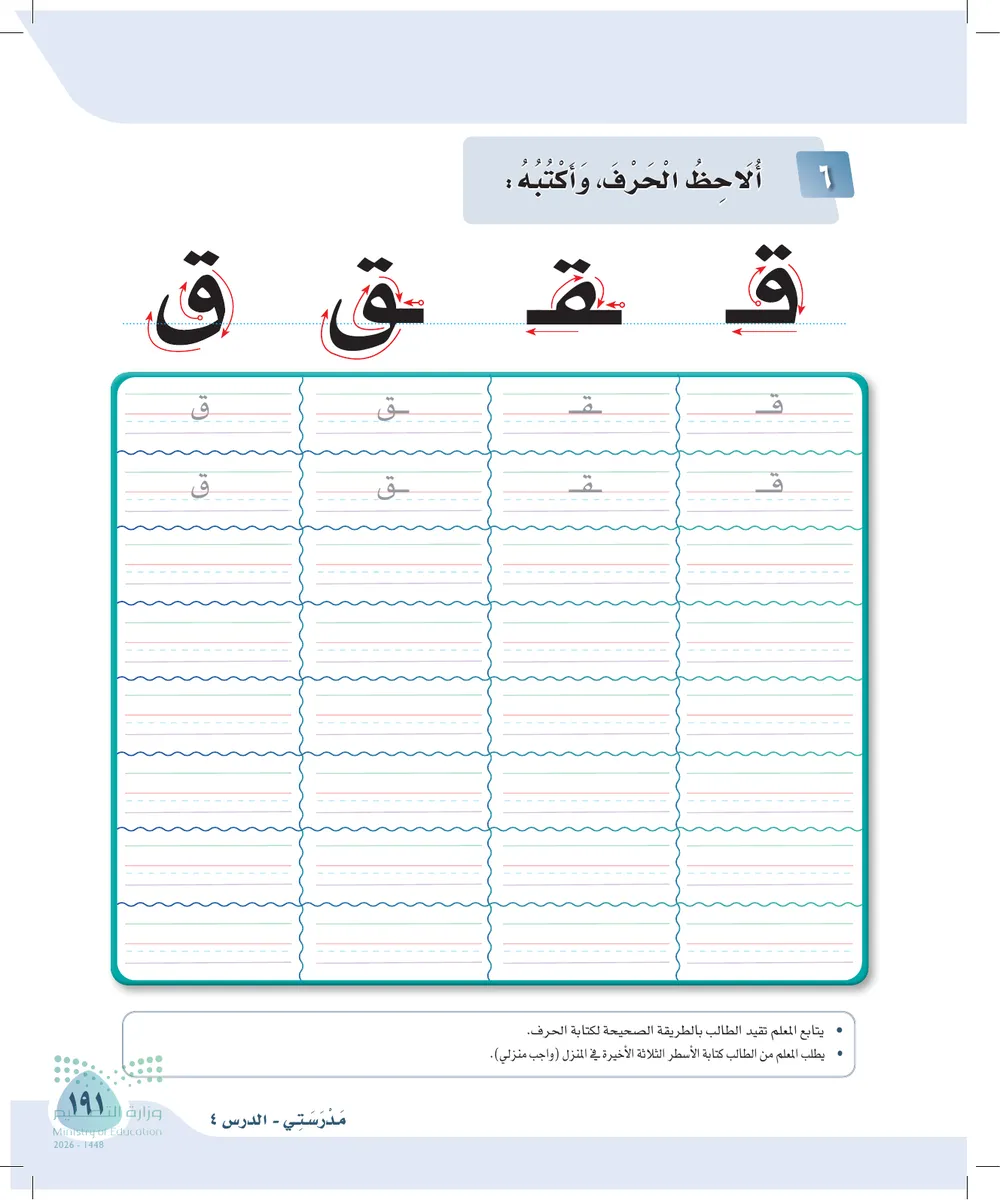 ٦
أُلَاحِظُ الْحَرْفَ، وَأَكْتُبُهُ :
قـ ـقـ ـق ق
قـ ـقـ ـق ق
قـ ـقـ ـق ق
• يتابع المعلم تقيد الطالب بالطريقة الصحيحة لكتابة الحرف.
• يطلب المعلم من الطالب كتابة الأسطر الثلاثة الأخيرة في المنزل (واجب منزلي).
مَدْرَسَتِي - الدرس ٤
١٩١
وزارة التعليم
Ministry of Education
2026 - 1448